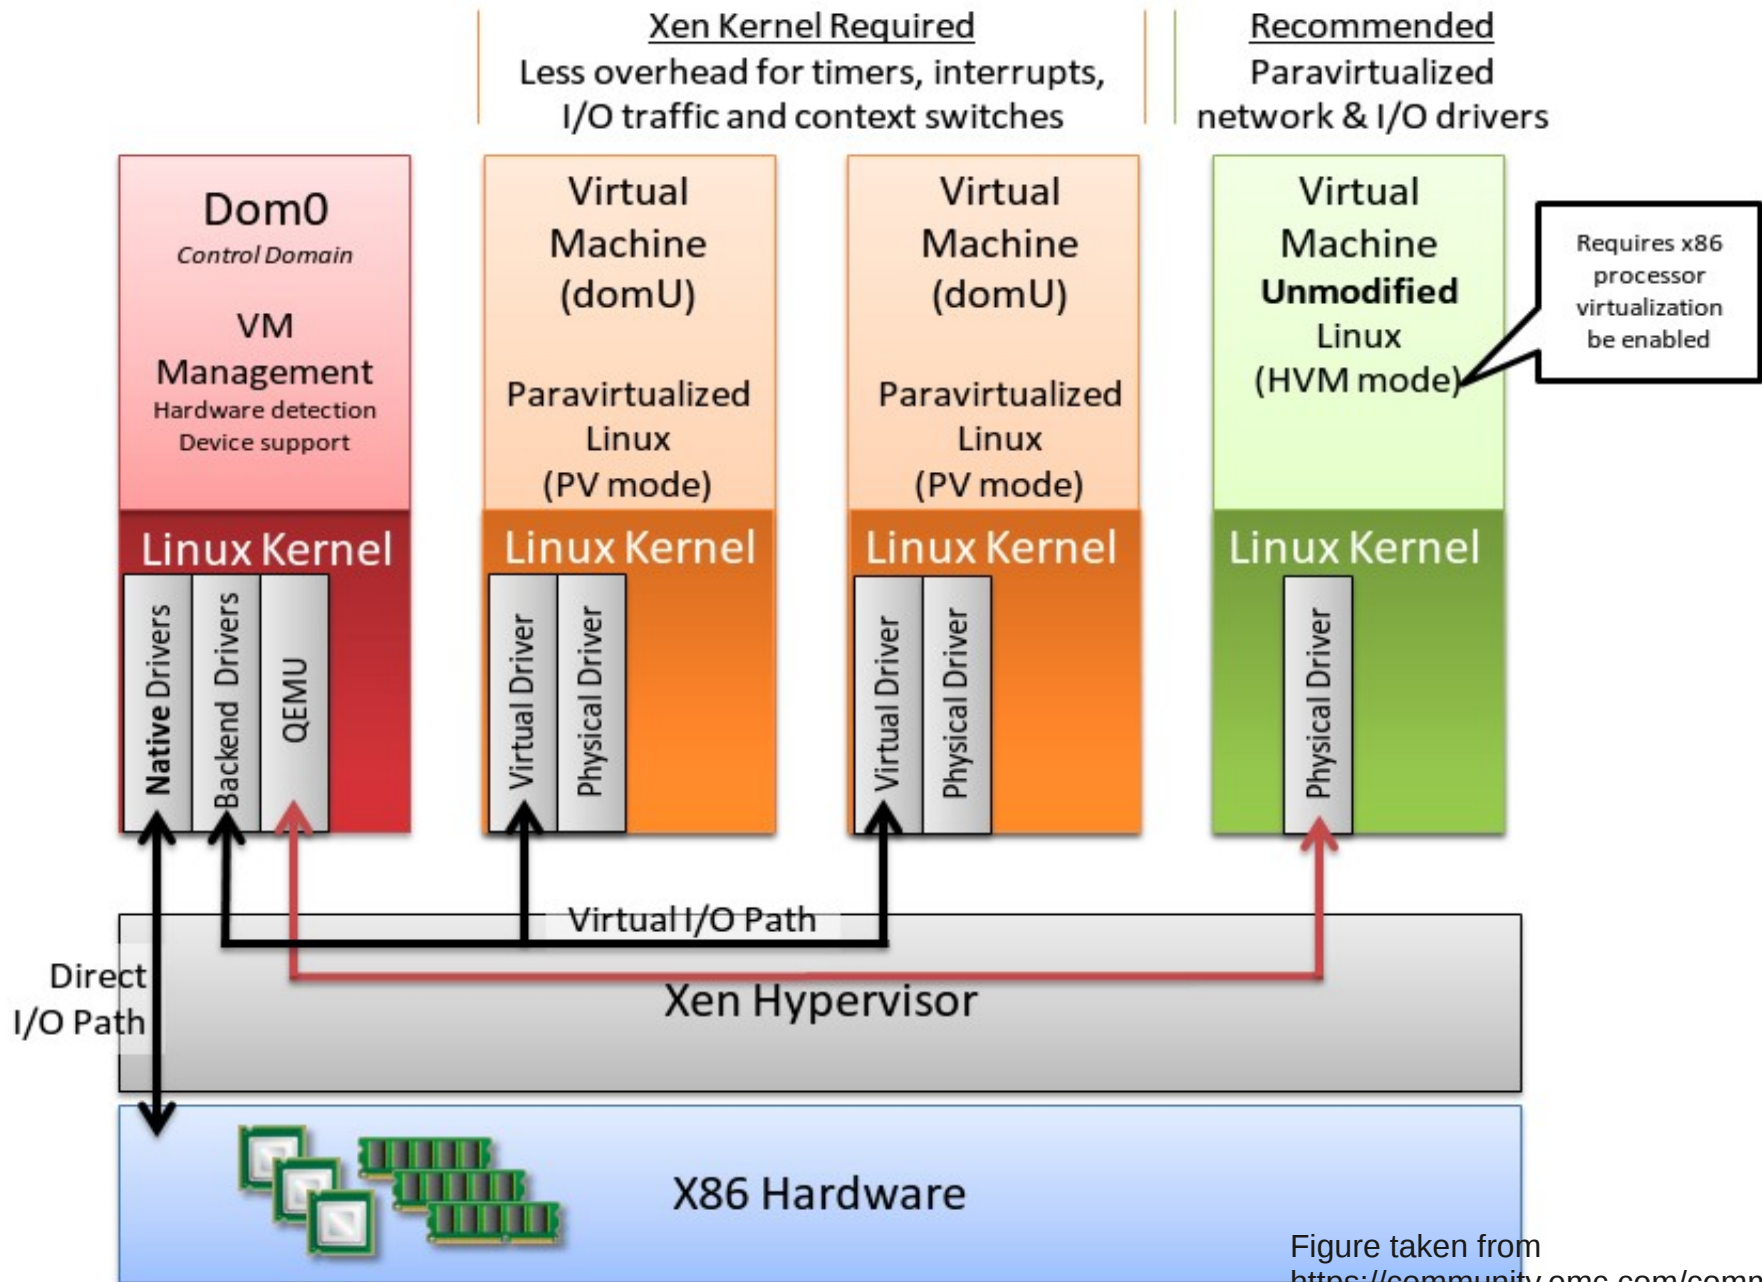 Xen Kernel Required
Less overhead for timers, interrupts,
I/O traffic and context switches
Recommended
Paravirtualized
network & I/O drivers
Dom0
Control Domain
VM
Management
Hardware detection
Device support
Linux Kernel
Native Drivers
Backend Drivers
QEMU
Virtual
Machine
(domU)
Paravirtualized
Linux
(PV mode)
Linux Kernel
Virtual Driver
Physical Driver
Virtual
Machine
(domU)
Paravirtualized
Linux
(PV mode)
Linux Kernel
Virtual Driver
Physical Driver
Virtual
Machine
Unmodified
Linux
(HVM mode)
Linux Kernel
Physical Driver
Requires x86
processor
virtualization
be enabled
Virtual I/O Path
Direct
I/O Path
Xen Hypervisor
X86 Hardware
Figure taken from